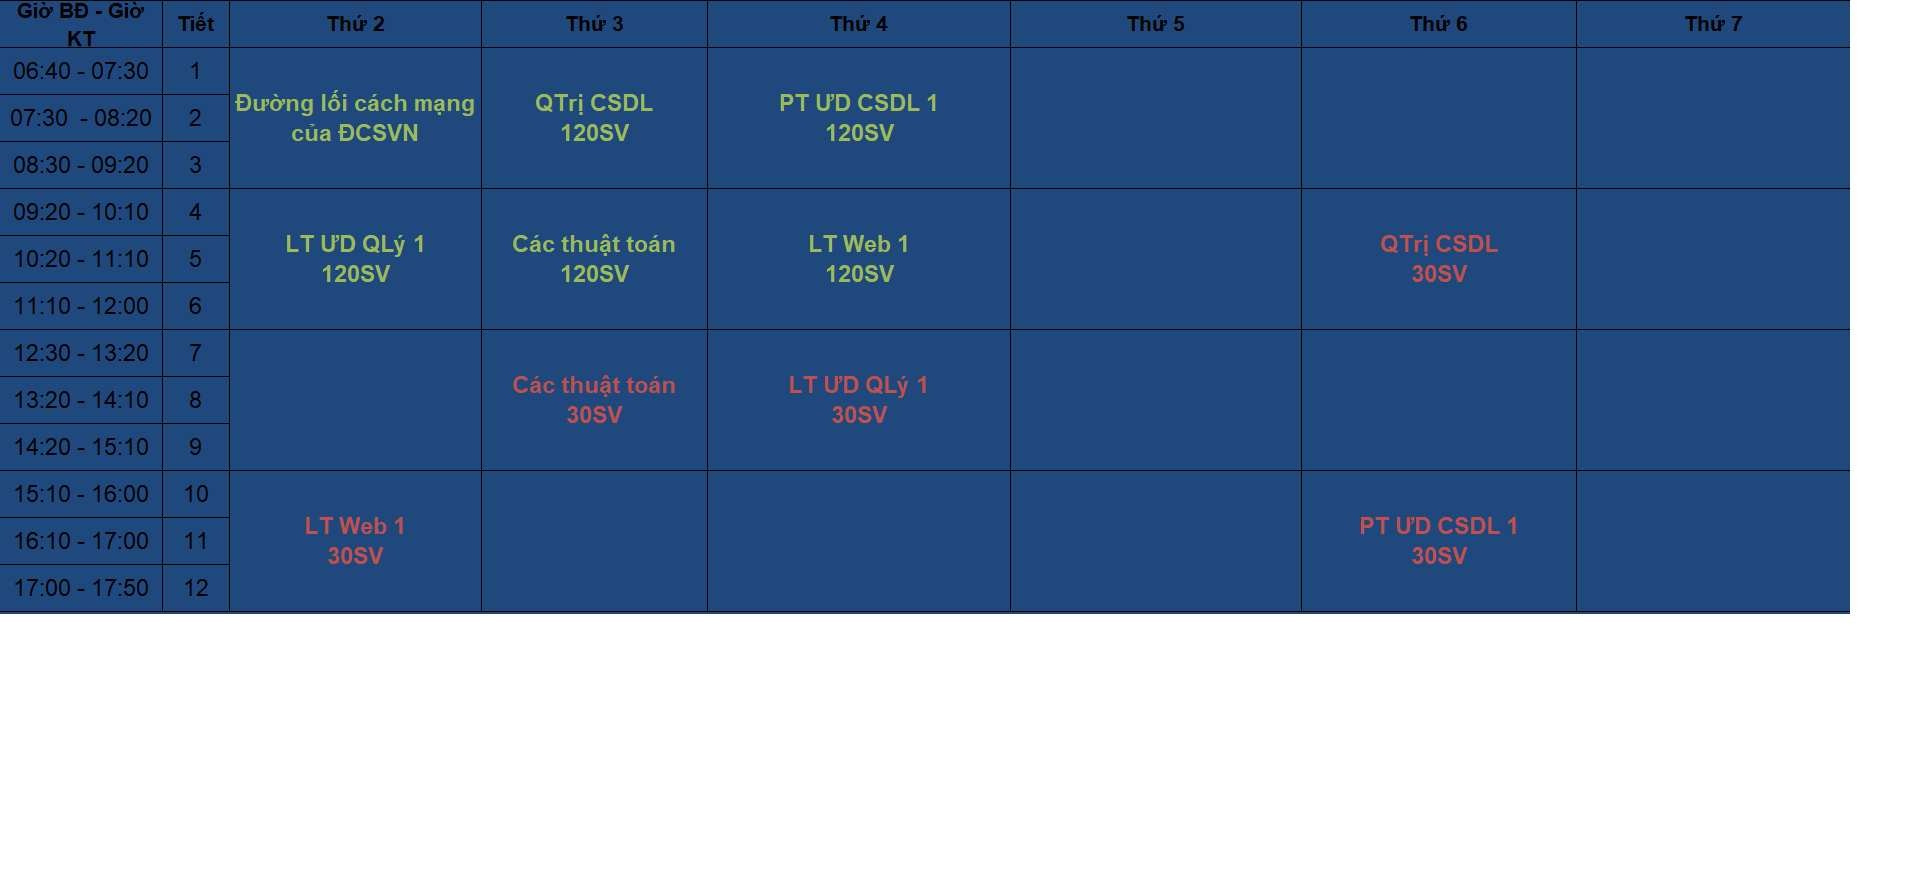 Giờ BĐ - Giờ
KT
Tiết
Thứ 2
Thứ 3
Thứ 4
Thứ 5
Thứ 6
Thứ 7
06:40 - 07:30
1
07:30  - 08:20
2
08:30 - 09:20
3
Đường lối cách mạng
của ĐCSVN
QTrị CSDL
120SV
PT ƯD CSDL 1
120SV
09:20 - 10:10
4
10:20 - 11:10
5
11:10 - 12:00
6
LT ƯD QLý 1
120SV
Các thuật toán
120SV
LT Web 1
120SV
QTrị CSDL
30SV
12:30 - 13:20
7
13:20 - 14:10
8
14:20 - 15:10
9
Các thuật toán
30SV
LT ƯD QLý 1
30SV
15:10 - 16:00
10
16:10 - 17:00
11
17:00 - 17:50
12
LT Web 1
30SV
PT ƯD CSDL 1
30SV